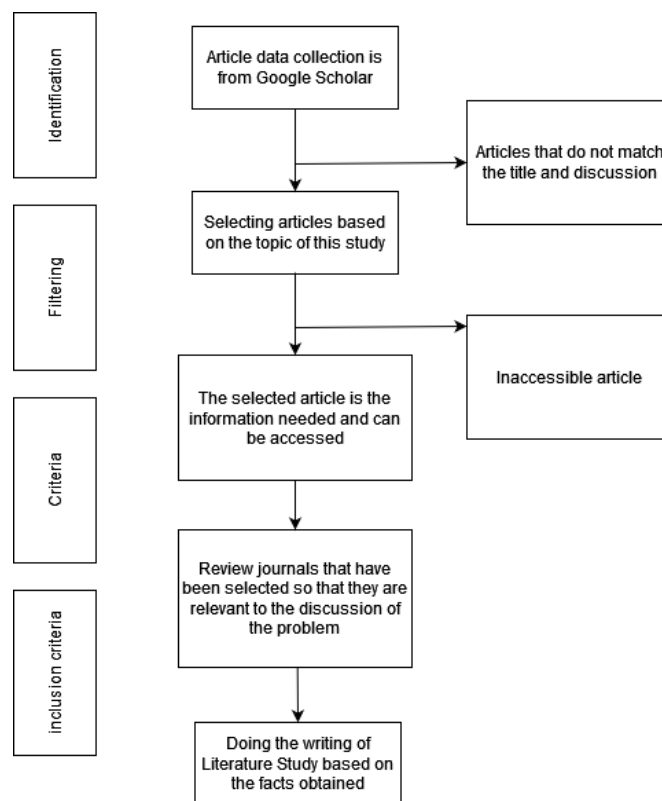 Identification
Article data collection is
from Google Scholar
Articles that do not match
the title and discussion
Filtering
Selecting articles based
on the topic of this study
Inaccessible article
Criteria
The selected article is the
information needed and can
be accessed
inclusion criteria
Review journals that have
been selected so that they are
relevant to the discussion of
the problem
Doing the writing of
Literature Study based on
the facts obtained